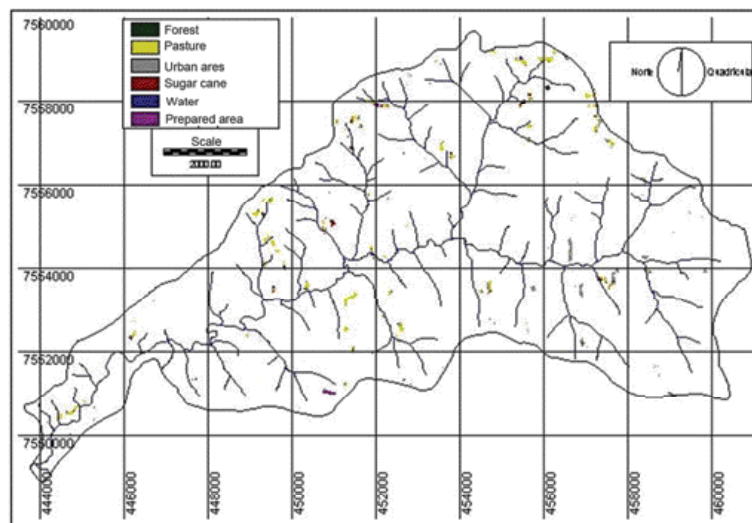 7560000
Forest
Pasture
Urban ares
Sugar cane
Water
Prepared area
Norte Quadricular
7558000
Scale
2000.00
7556000
7554000
7552000
7550000
444000 446000 448000 450000 452000 454000 456000 458000 460000